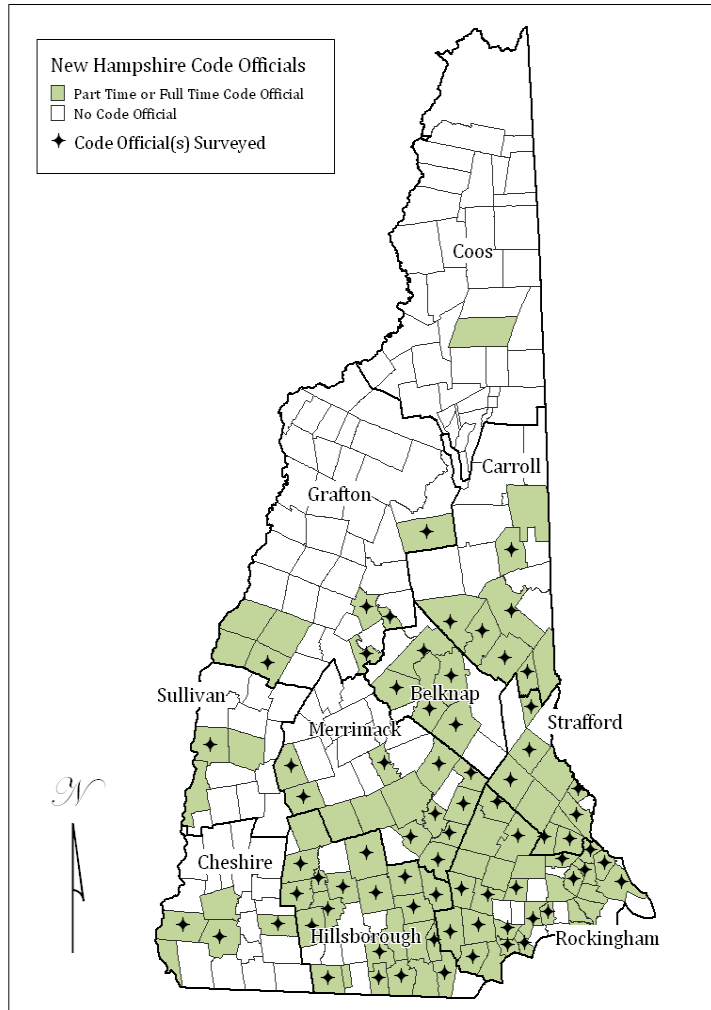 New Hampshire Code Officials
Part Time or Full Time Code Official
No Code Official
Code Official(s) Surveyed
Coos
Carroll
Grafton
Sullivan
Belknap
Merrimack
Strafford
N
Cheshire
Hillsborough
Rockingham